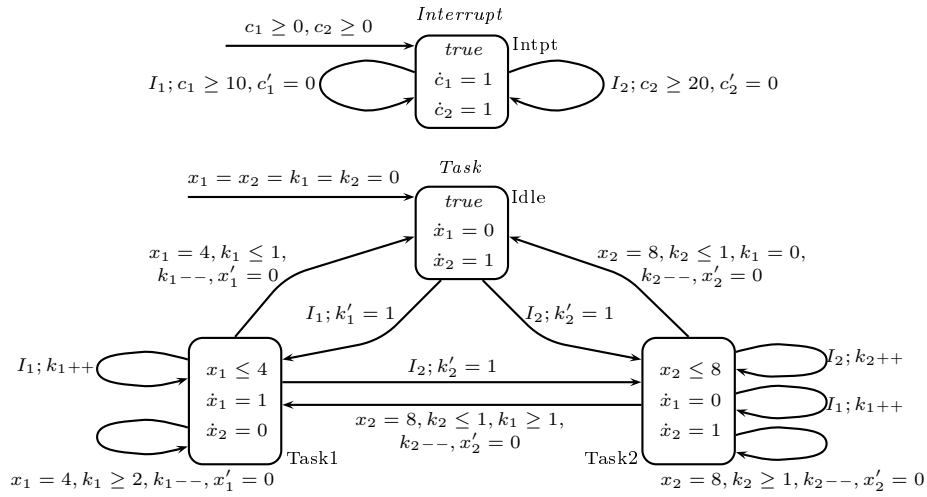 Interrupt
c₁ ≥ 0, c₂ ≥ 0
Intpt
true
ċ₁ = 1
ċ₂ = 1
I₁; c₁ ≥ 10, c₁′ = 0
I₂; c₂ ≥ 20, c₂′ = 0
Task
x₁ = x₂ = k₁ = k₂ = 0
Idle
true
ẋ₁ = 0
ẋ₂ = 1
x₁ = 4, k₁ ≤ 1,
k₁−−, x₁′ = 0
x₂ = 8, k₂ ≤ 1, k₁ = 0,
k₂−−, x₂′ = 0
I₁; k₁′ = 1
I₂; k₂′ = 1
I₁; k₁++
x₁ ≤ 4
ẋ₁ = 1
ẋ₂ = 0
I₂; k₂′ = 1
x₂ = 8, k₂ ≤ 1, k₁ ≥ 1,
k₂−−, x₂′ = 0
x₂ ≤ 8
ẋ₁ = 0
ẋ₂ = 1
I₂; k₂++
I₁; k₁++
Task1
Task2
x₁ = 4, k₁ ≥ 2, k₁−−, x₁′ = 0
x₂ = 8, k₂ ≥ 1, k₂−−, x₂′ = 0